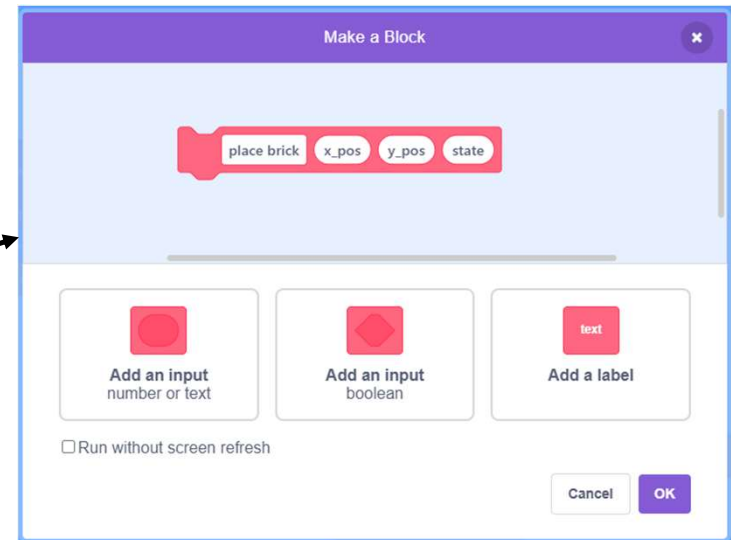 Make a Block
place brick x_pos y_pos state
text
Add an input Add an input Add a label
number or text boolean
Run without screen refresh
Cancel OK